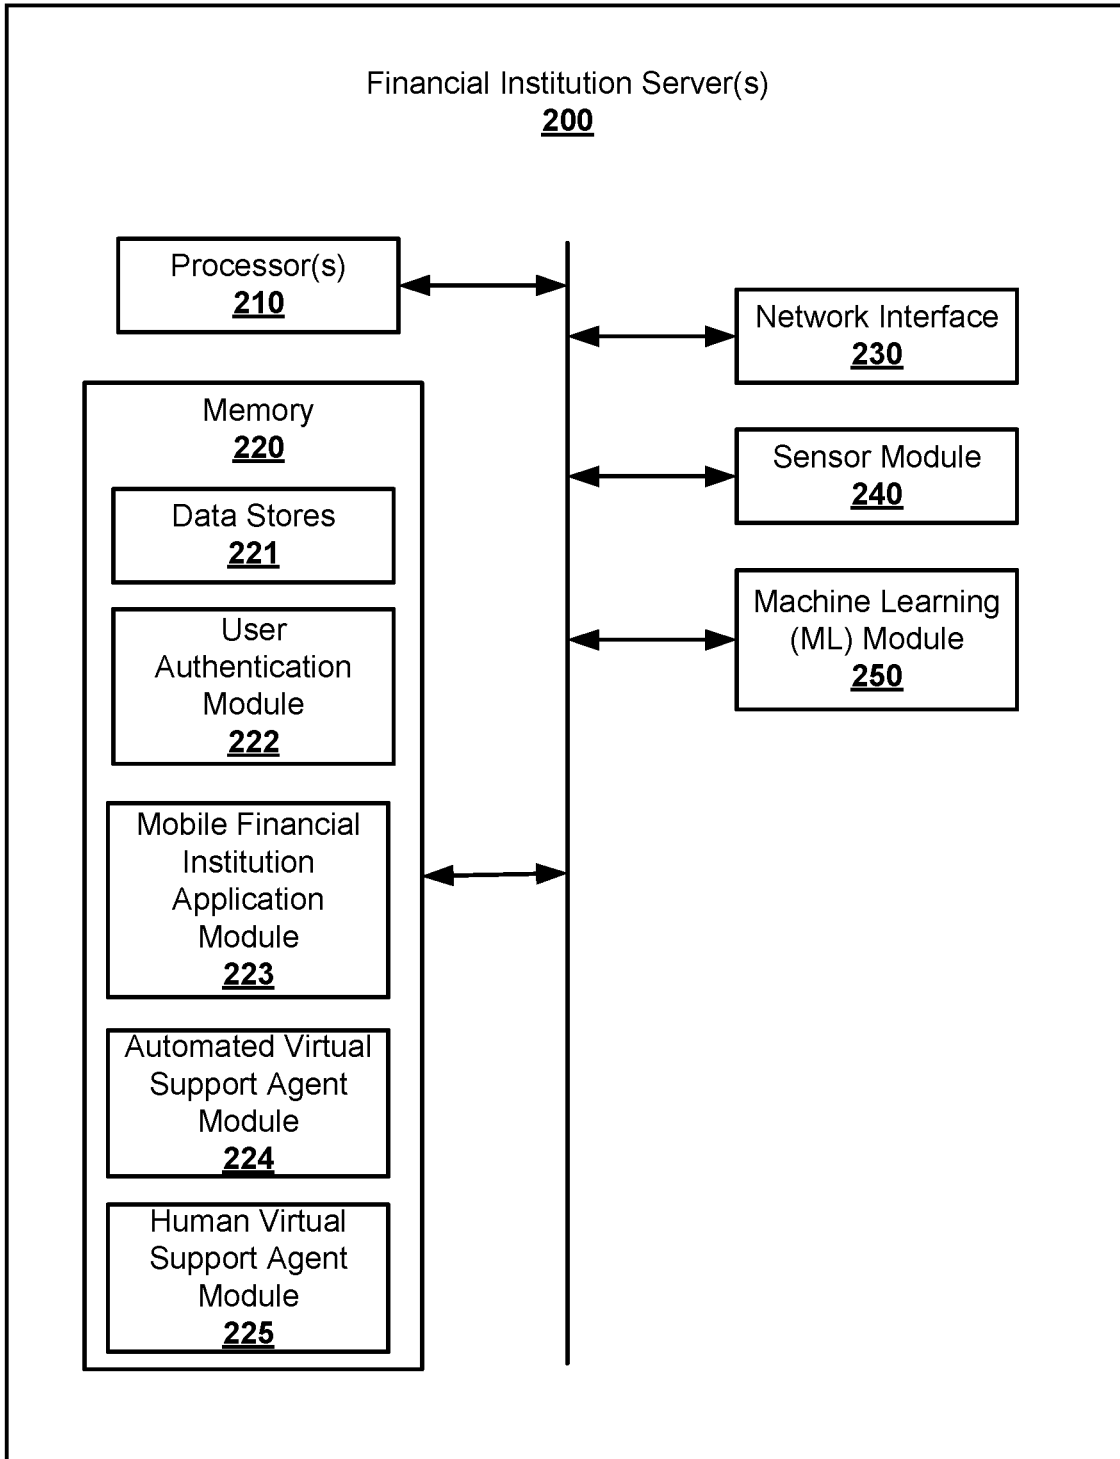 Financial Institution Server(s)
200
Processor(s)
210
Memory
220
Data Stores
221
User
Authentication
Module
222
Mobile Financial
Institution
Application
Module
223
Automated Virtual
Support Agent
Module
224
Human Virtual
Support Agent
Module
225
Network Interface
230
Sensor Module
240
Machine Learning
(ML) Module
250